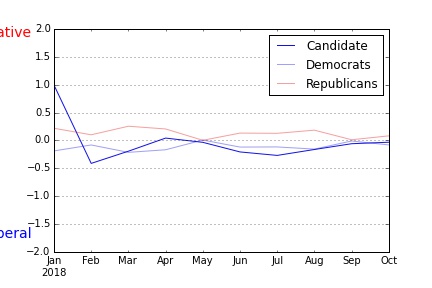 2.0
ative
Candidate
Democrats
Republicans
1.5
1.0
0.5
0.0
−0.5
−1.0
−1.5
beral
−2.0
Jan Feb Mar Apr May Jun Jul Aug Sep Oct
2018